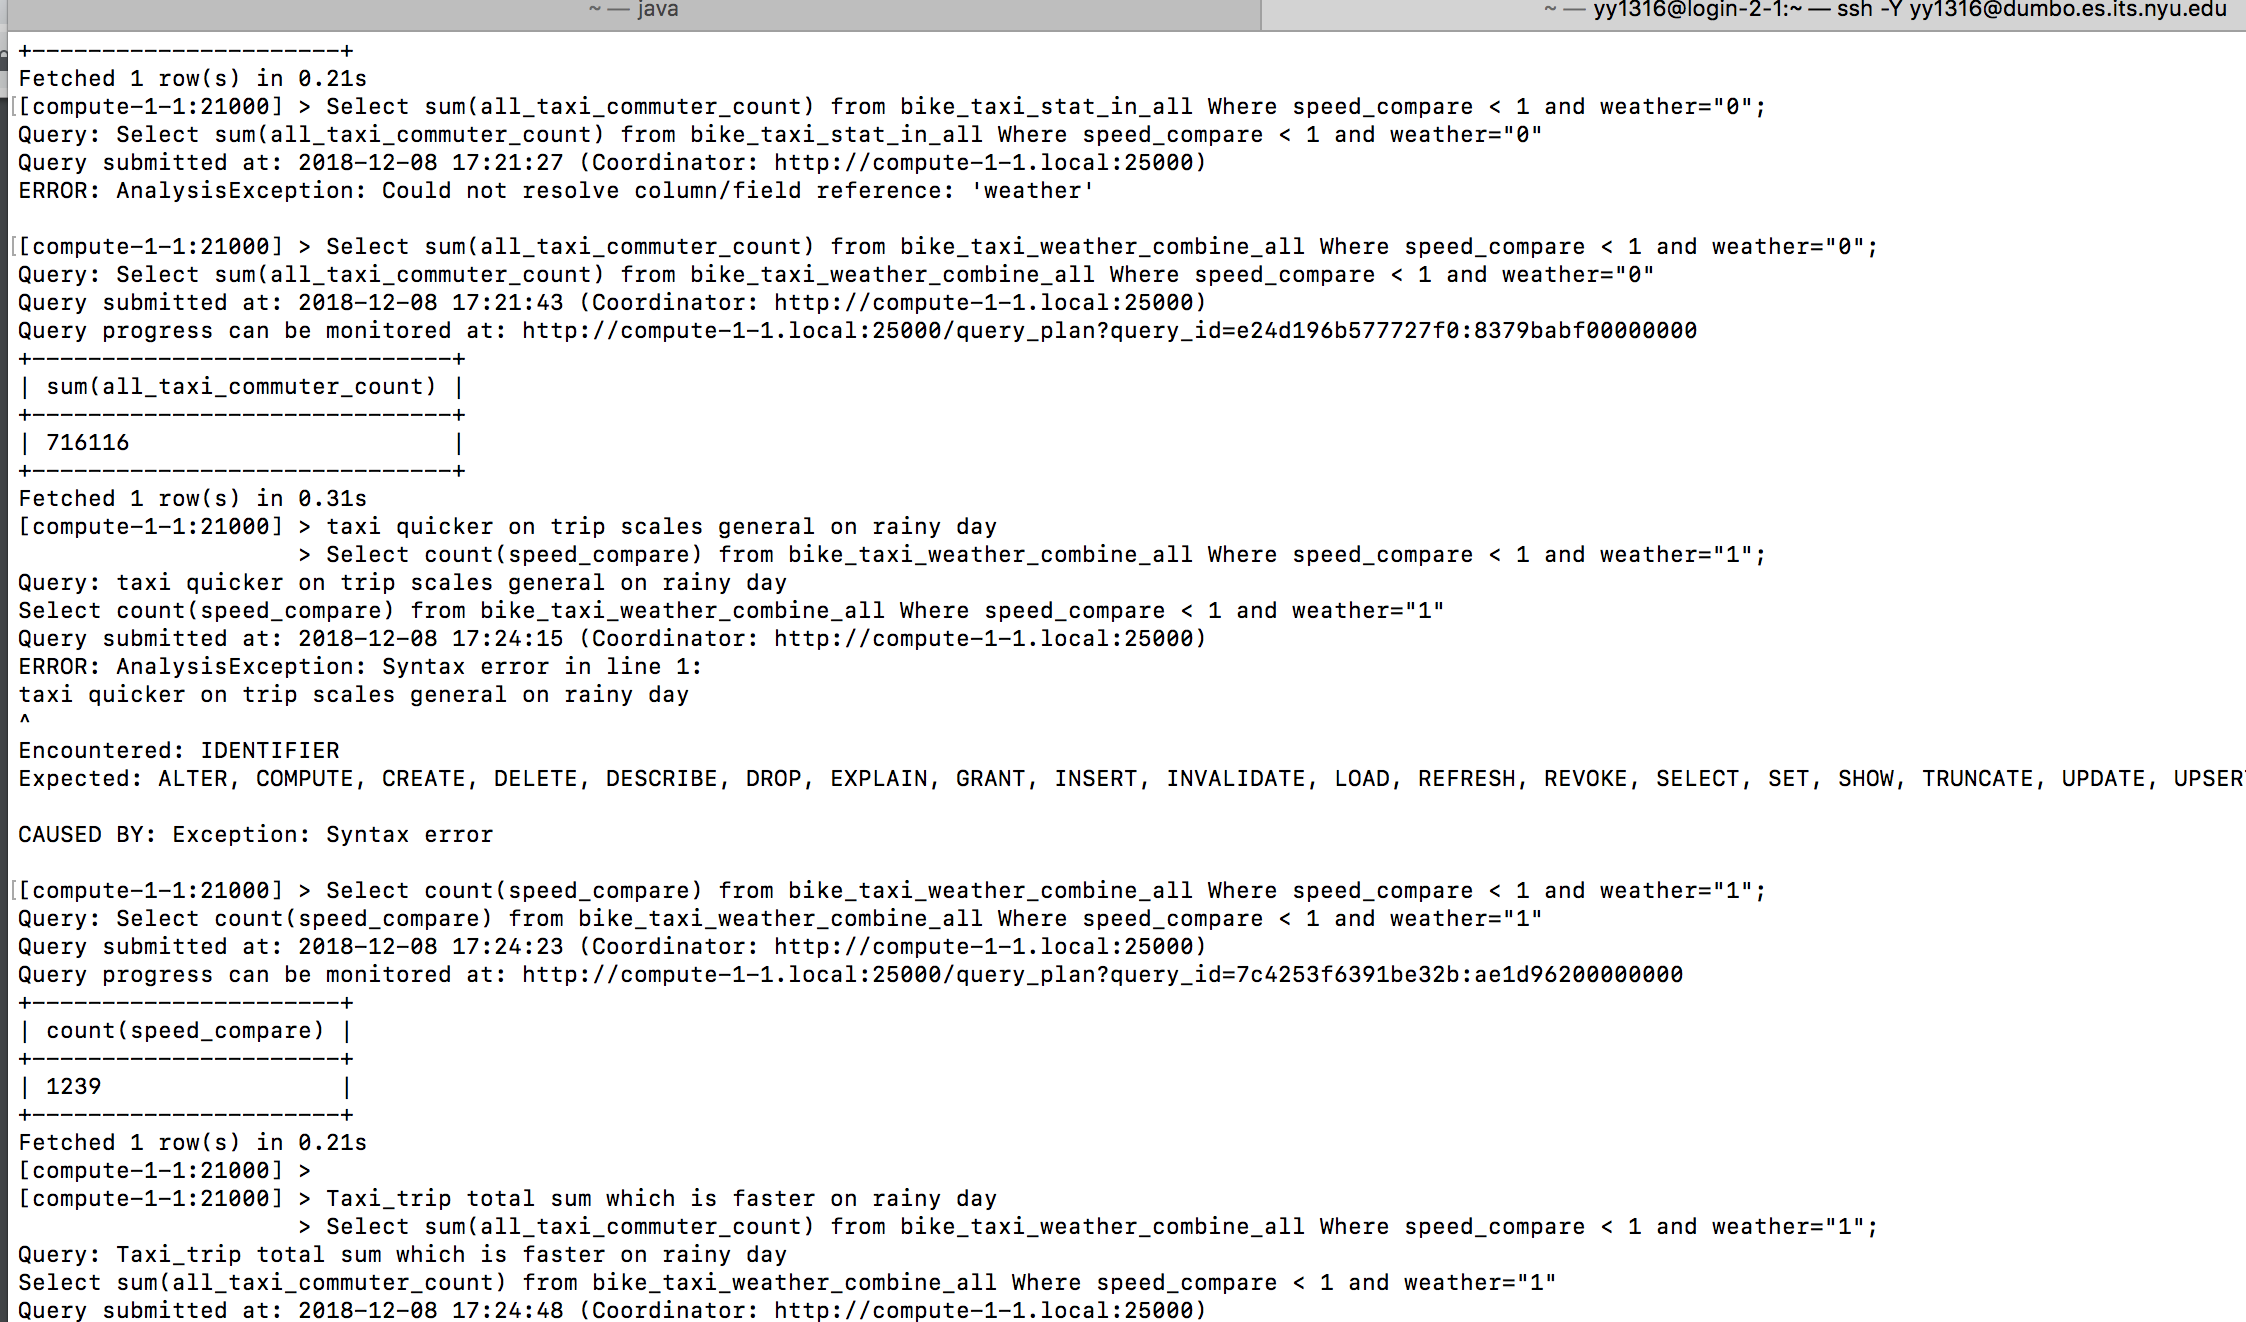 ~ — java
~ — yy1316@login-2-1:~ — ssh -Y yy1316@dumbo.es.its.nyu.edu
+----------------------+
Fetched 1 row(s) in 0.21s
[[compute-1-1:21000] > Select sum(all_taxi_commuter_count) from bike_taxi_stat_in_all Where speed_compare < 1 and weather="0";
Query: Select sum(all_taxi_commuter_count) from bike_taxi_stat_in_all Where speed_compare < 1 and weather="0"
Query submitted at: 2018-12-08 17:21:27 (Coordinator: http://compute-1-1.local:25000)
ERROR: AnalysisException: Could not resolve column/field reference: 'weather'
[[compute-1-1:21000] > Select sum(all_taxi_commuter_count) from bike_taxi_weather_combine_all Where speed_compare < 1 and weather="0";
Query: Select sum(all_taxi_commuter_count) from bike_taxi_weather_combine_all Where speed_compare < 1 and weather="0"
Query submitted at: 2018-12-08 17:21:43 (Coordinator: http://compute-1-1.local:25000)
Query progress can be monitored at: http://compute-1-1.local:25000/query_plan?query_id=e24d196b577727f0:8379babf00000000
+------------------------------+
| sum(all_taxi_commuter_count) |
+------------------------------+
| 716116                       |
+------------------------------+
Fetched 1 row(s) in 0.31s
[compute-1-1:21000] > taxi quicker on trip scales general on rainy day
                    > Select count(speed_compare) from bike_taxi_weather_combine_all Where speed_compare < 1 and weather="1";
Query: taxi quicker on trip scales general on rainy day
Select count(speed_compare) from bike_taxi_weather_combine_all Where speed_compare < 1 and weather="1"
Query submitted at: 2018-12-08 17:24:15 (Coordinator: http://compute-1-1.local:25000)
ERROR: AnalysisException: Syntax error in line 1:
taxi quicker on trip scales general on rainy day
^
Encountered: IDENTIFIER
Expected: ALTER, COMPUTE, CREATE, DELETE, DESCRIBE, DROP, EXPLAIN, GRANT, INSERT, INVALIDATE, LOAD, REFRESH, REVOKE, SELECT, SET, SHOW, TRUNCATE, UPDATE, UPSER
CAUSED BY: Exception: Syntax error
[[compute-1-1:21000] > Select count(speed_compare) from bike_taxi_weather_combine_all Where speed_compare < 1 and weather="1";
Query: Select count(speed_compare) from bike_taxi_weather_combine_all Where speed_compare < 1 and weather="1"
Query submitted at: 2018-12-08 17:24:23 (Coordinator: http://compute-1-1.local:25000)
Query progress can be monitored at: http://compute-1-1.local:25000/query_plan?query_id=7c4253f6391be32b:ae1d96200000000
+----------------------+
| count(speed_compare) |
+----------------------+
| 1239                 |
+----------------------+
Fetched 1 row(s) in 0.21s
[compute-1-1:21000] >
[compute-1-1:21000] > Taxi_trip total sum which is faster on rainy day
                    > Select sum(all_taxi_commuter_count) from bike_taxi_weather_combine_all Where speed_compare < 1 and weather="1";
Query: Taxi_trip total sum which is faster on rainy day
Select sum(all_taxi_commuter_count) from bike_taxi_weather_combine_all Where speed_compare < 1 and weather="1"
Query submitted at: 2018-12-08 17:24:48 (Coordinator: http://compute-1-1.local:25000)